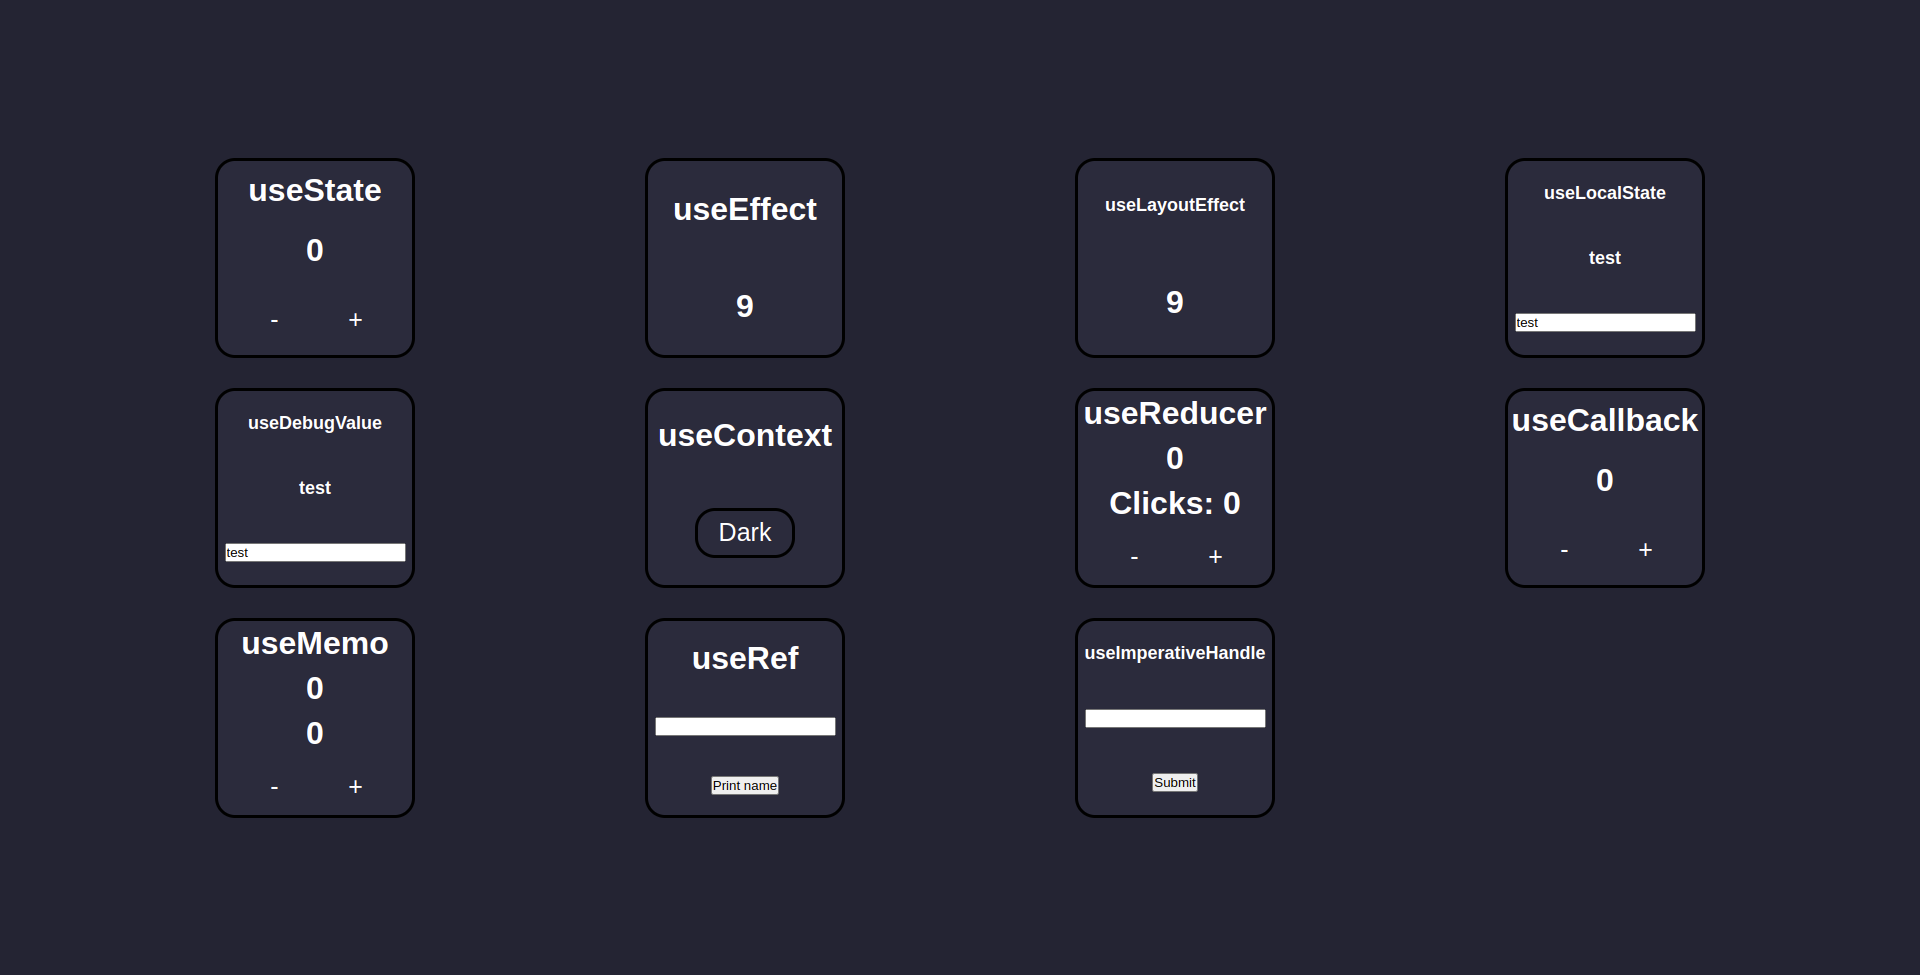 useState
0
- +
useEffect
9
useLayoutEffect
9
useLocalState
test
test
useDebugValue
test
test
useContext
Dark
useReducer
0
Clicks: 0
- +
useCallback
0
- +
useMemo
0
0
- +
useRef
Print name
useImperativeHandle
Submit